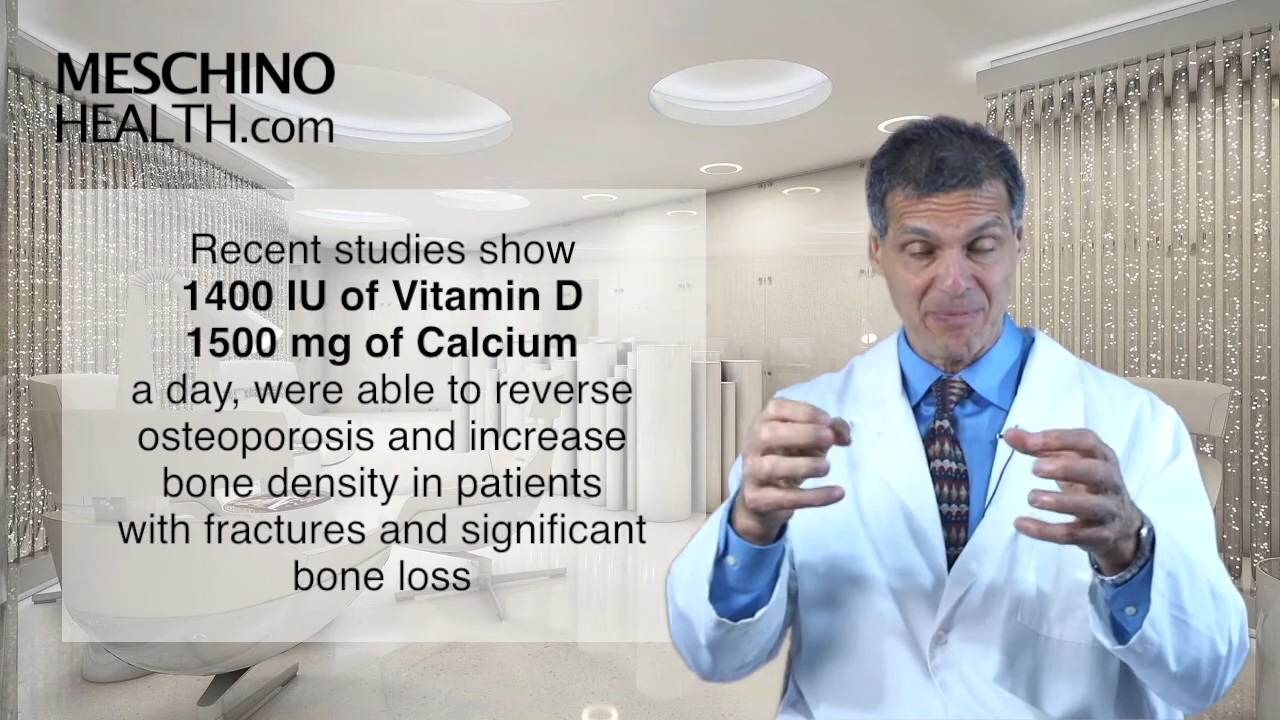 MESCHINO
HEALTH.com
Recent studies show
1400 IU of Vitamin D
1500 mg of Calcium
a day, were able to reverse
osteoporosis and increase
bone density in patients
with fractures and significant
bone loss